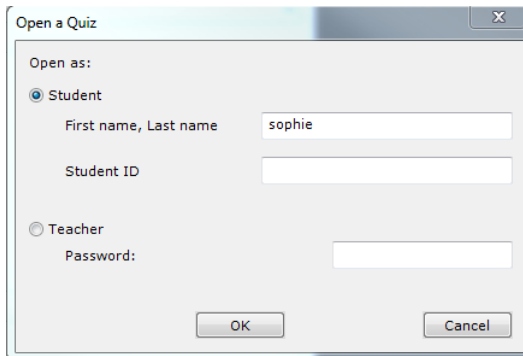 Open a Quiz
Open as:
Student
First name, Last name sophie
Student ID
Teacher
Password:
OK Cancel